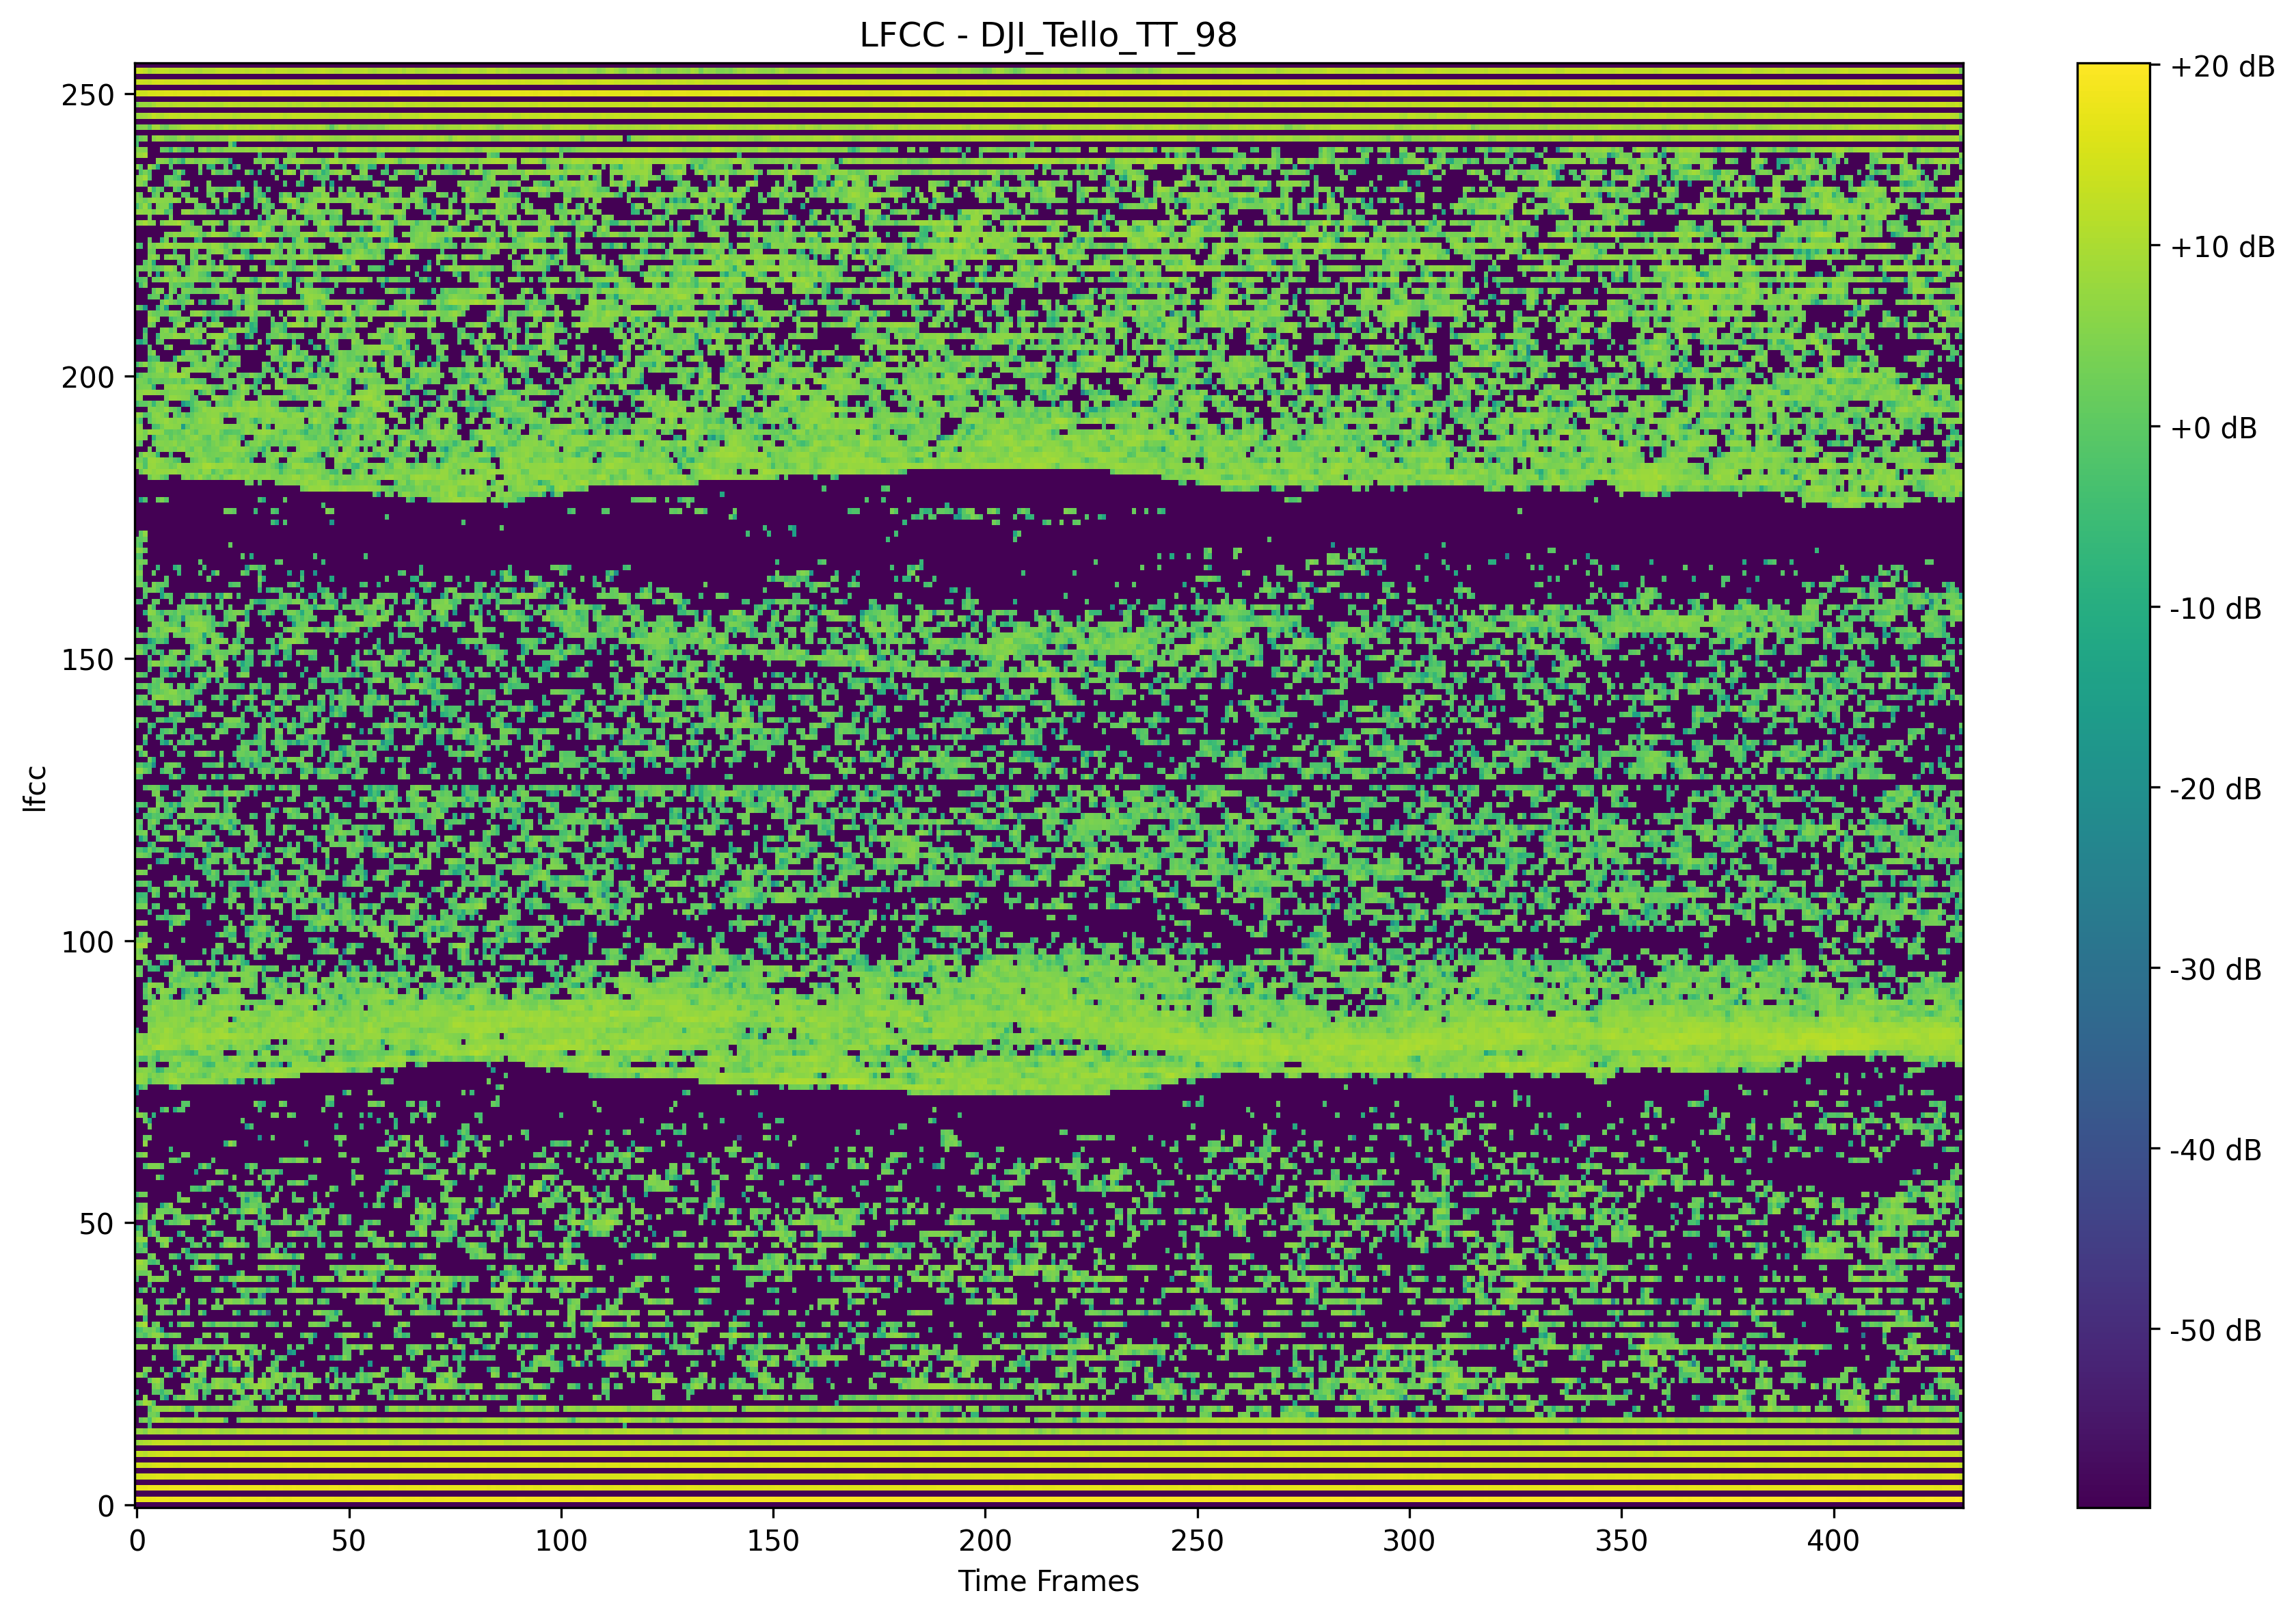 LFCC - DJI_Tello_TT_98
250
200
150
100
50
0
lfcc
0 50 100 150 200 250 300 350 400
Time Frames
+20 dB
+10 dB
+0 dB
-10 dB
-20 dB
-30 dB
-40 dB
-50 dB